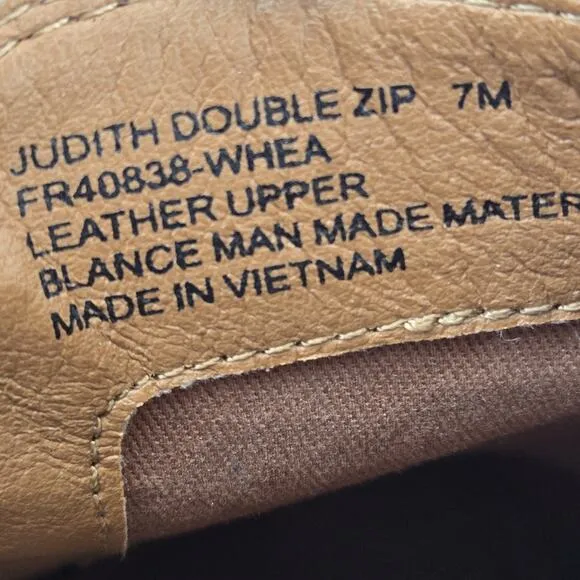 JUDITH DOUBLE ZIP 7M
FR40838-WHEA
LEATHER UPPER
BLANCE MAN MADE MATER
MADE IN VIETNAM